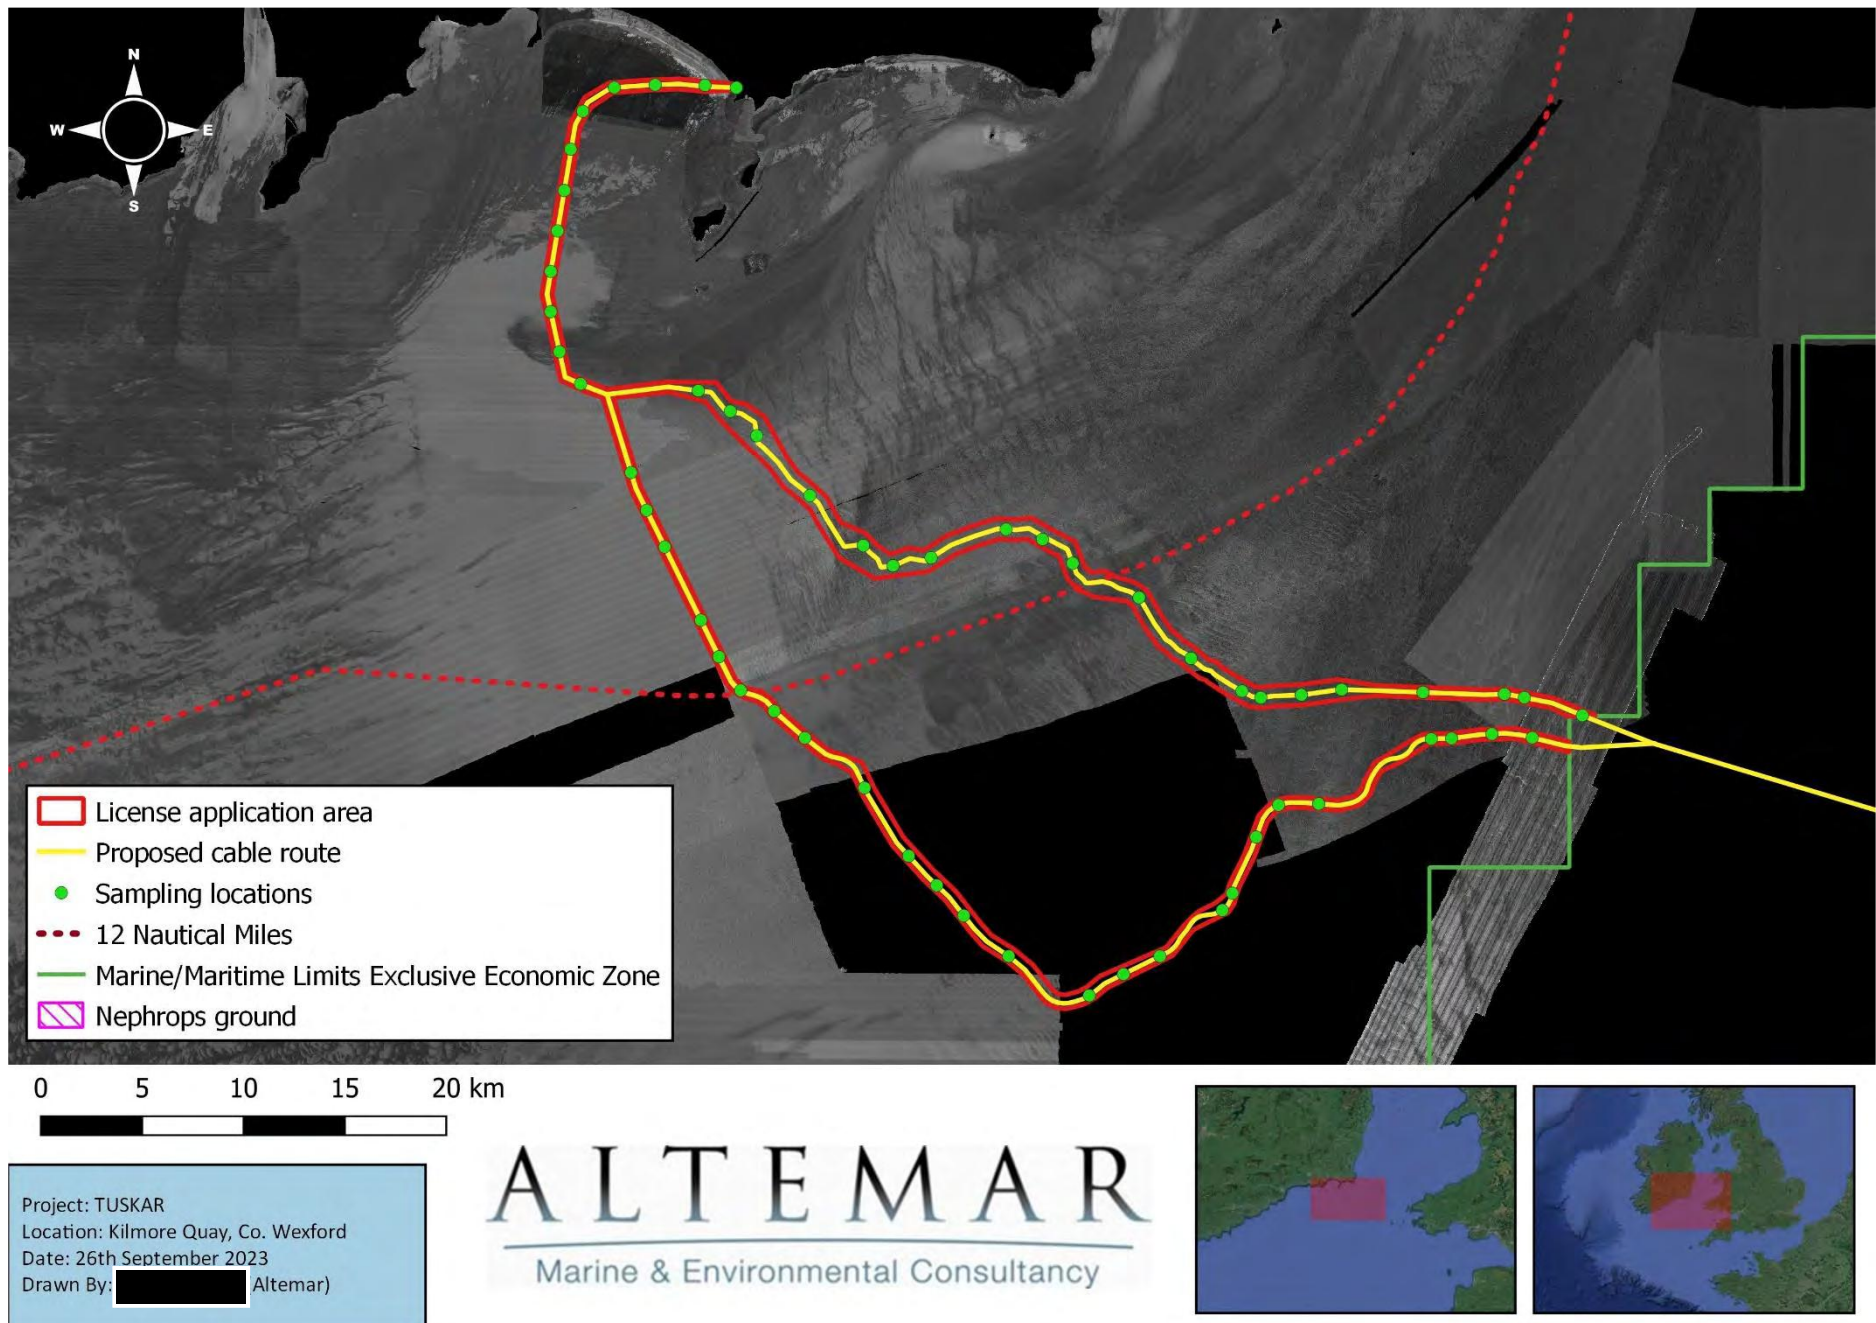 N
W E
S
License application area
Proposed cable route
Sampling locations
12 Nautical Miles
Marine/Maritime Limits Exclusive Economic Zone
Nephrops ground
0 5 10 15 20 km
Project: TUSKAR
Location: Kilmore Quay, Co. Wexford
Date: 26th September 2023
Drawn By: Altemar)
ALTEMAR
Marine & Environmental Consultancy